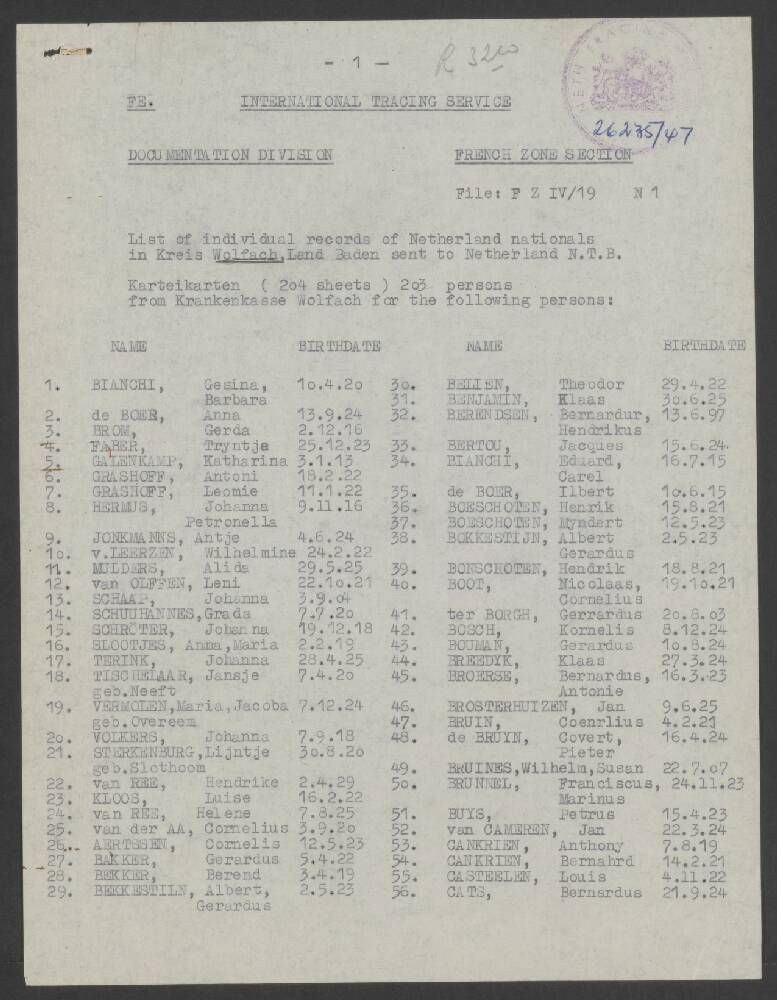 - 1 -
R 32
26235/47
FE. INTERNATIONAL TRACING SERVICE
DOCUMENTATION DIVISION FRENCH ZONE SECTION
File: F Z IV/19 N 1
List of individual records of Netherland nationals
in Kreis Wolfach,Land Baden sent to Netherland N.T.B.
Karteikarten ( 2o4 sheets ) 2o3 persons
from Krankenkasse Wolfach for the following persons:
NAME BIRTHDATE NAME BIRTHDATE
1. BIANCHI, Gesina, 1o.4.2o
Barbara
2. de BOER, Anna 13.9.24
3. BROM, Gerda 2.12.16
4. FABER, Tryntje 25.12.23
5. GALENKAMP, Katharina 3.1.13
6. GRASHOFF, Antoni 18.2.22
7. GRASHOFF, Leomie 11.1.22
8. HERMUS, Johanna 9.11.16
Petronella
9. JONKMANNS, Antje 4.6.24
1o. v.LEERZEN, Wilhelmine 24.2.22
11. MULDERS, Alida 29.5.25
12. van OLFFEN, Leni 22.1o.21
13. SCHAAP, Johanna 3.9.o4
14. SCHUUHANNES,Grada 7.7.2o
15. SCHRÖTER, Johanna 19.12.18
16. SLOOTJES, Anna,Maria 2.2.19
17. TERINK, Johanna 28.4.25
18. TISCHELAAR, Jansje 7.4.2o
geb.Neeft
19. VERMOLEN,Maria,Jacoba 7.12.24
geb.Overeem
2o. VOLKERS, Johanna 7.9.18
21. STERKENBURG,Lijntje 3o.8.2o
geb.Slothoom
22. van REE, Hendrike 2.4.29
23. KLOOS, Luise 16.2.22
24. van REE, Helene 7.8.25
25. van der AA, Cornelius 3.9.2o
26. AERTSSEN, Cornelis 12.5.23
27. BAKKER, Gerardus 5.4.22
28. BEKKER, Berend 3.4.19
29. BEKKESTILN, Albert, 2.5.23
Gerardus
3o. BELIEN, Theodor 29.4.22
31. BENJAMIN, Klaas 3o.6.25
32. BERENDSEN, Bernardur, 13.6.97
Hendrikus
33. BERTOU, Jacques 15.6.24.
34. BIANCHI, Eduard, 16.7.15
Carel
35. de BOER, Ilbert 1o.6.15
36. BOESCHOTEN, Henrik 15.8.21
37. BOESCHOTEN, Myndert 12.5.23
38. BOKKESTIJN, Albert 2.5.23
Gerardus
39. BONSCHOTEN, Hendrik 18.8.21
4o. BOOT, Nicolaas, 19.1o.21
Cornelius
41. ter BORGH, Gerrardus 2o.8.o3
42. BOSCH, Kornelis 8.12.24
43. BOUMAN, Gerardus 1o.8.24
44. BREEDYK, Klaas 27.3.24
45. BROERSE, Bernardus, 16.3.23
Antonie
46. BROSTERHUIZEN, Jan 9.6.25
47. BRUIN, Coenrlius 4.2.21
48. de BRUYN, Covert, 16.4.24
Pieter
49. BRUINES,Wilhelm,Susan 22.7.o7
5o. BRUNNEL, Franciscus, 24.11.23
Marinus
51. BUYS, Petrus 15.4.23
52. van CAMEREN, Jan 22.3.24
53. CANKRIEN, Anthony 7.8.19
54. CANKRIEN, Bernahrd 14.2.21
55. CASTEELEN, Louis 4.11.22
56. CATS, Bernardus 21.9.24